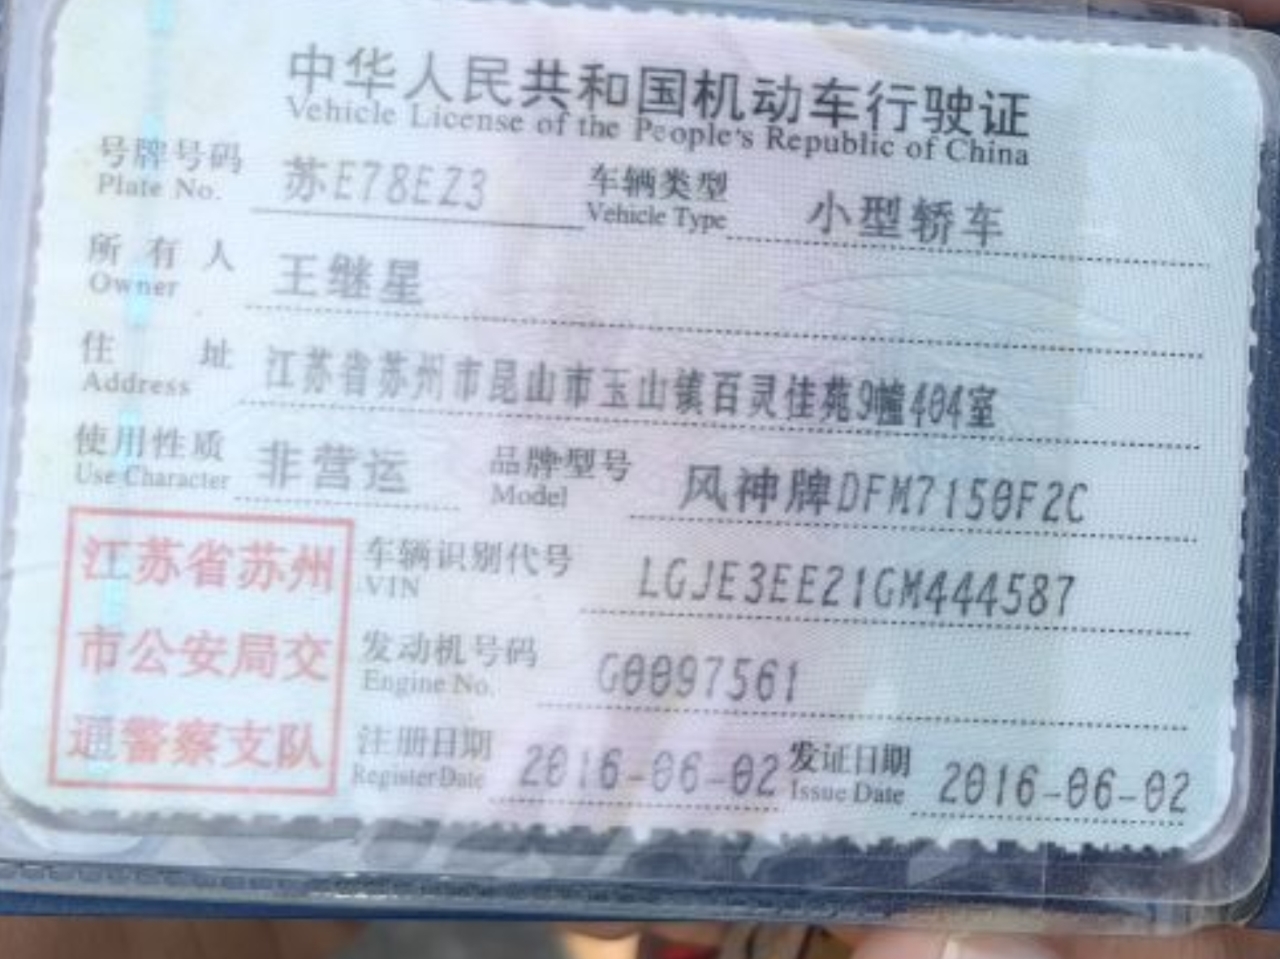 中华人民共和国机动车行驶证
Vehicle License of the People's Republic of China
号牌号码 苏E78EZ3 车辆类型 小型轿车
Plate No. Vehicle Type
所有人 王继星
Owner
住址 江苏省苏州市昆山市玉山镇百灵佳苑9幢404室
Address
使用性质 非营运 品牌型号 风神牌DFM7150F2C
Use Character Model
车辆识别代号 LGJE3EE21GM444587
VIN
发动机号码 G0097561
Engine No.
注册日期 2016-06-02 发证日期 2016-06-02
Register Date Issue Date
江苏省苏州
市公安局交
通警察支队